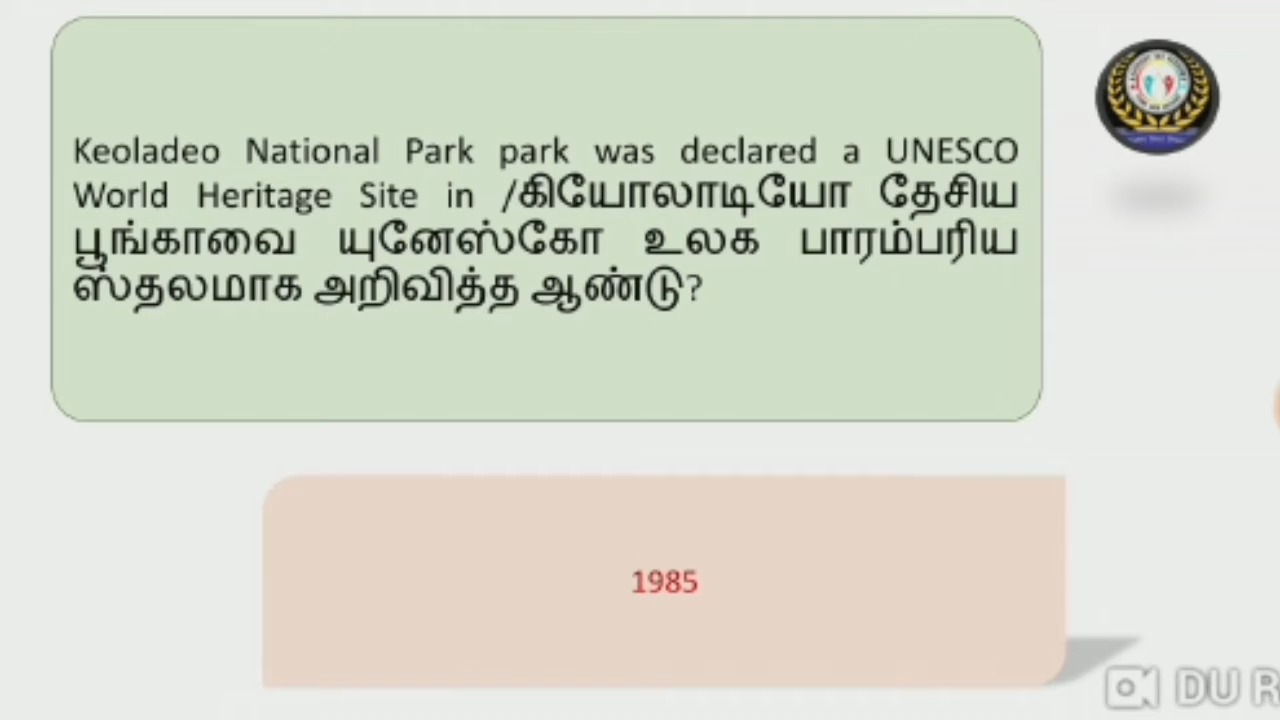 Keoladeo National Park park was declared a UNESCO
World Heritage Site in /கியோலாடியோ தேசிய
பூங்காவை யுனேஸ்கோ உலக பாரம்பரிய
ஸ்தலமாக அறிவித்த ஆண்டு?
1985
DU R